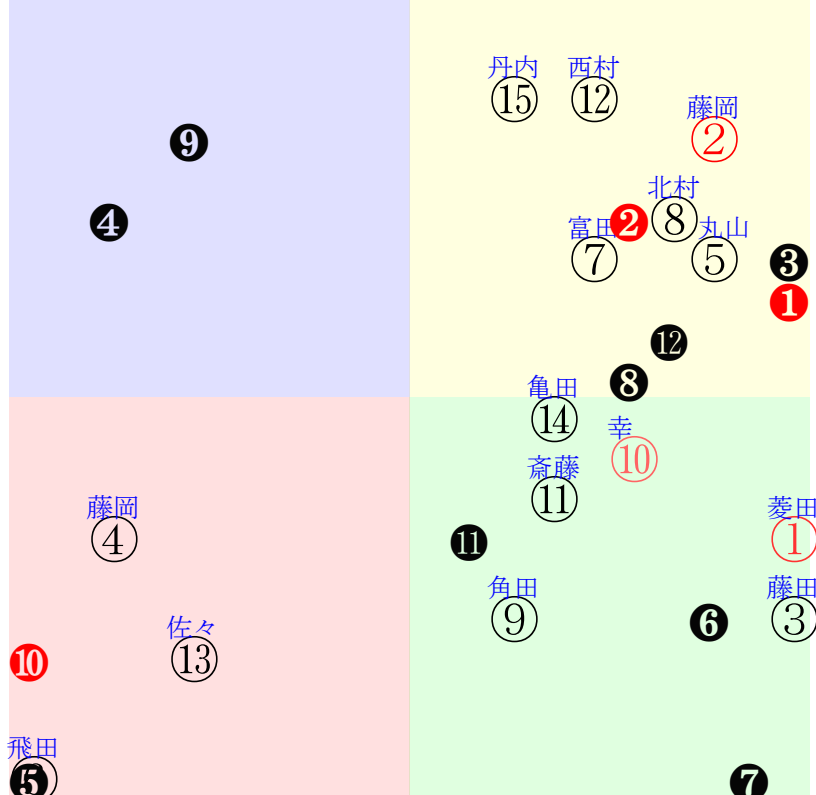 丹内
西村
⑮
⑫
藤岡
②
❾
北村
⑧
❹
富田
❷
丸山
⑦
⑤
❸
❶
⓬
❽
亀田
⑭
幸
⑩
斎藤
⑪
藤岡
④
菱田
①
⓫
角田
⑨
藤田
③
❻
佐々
⑬
❿
飛田
❺
❼